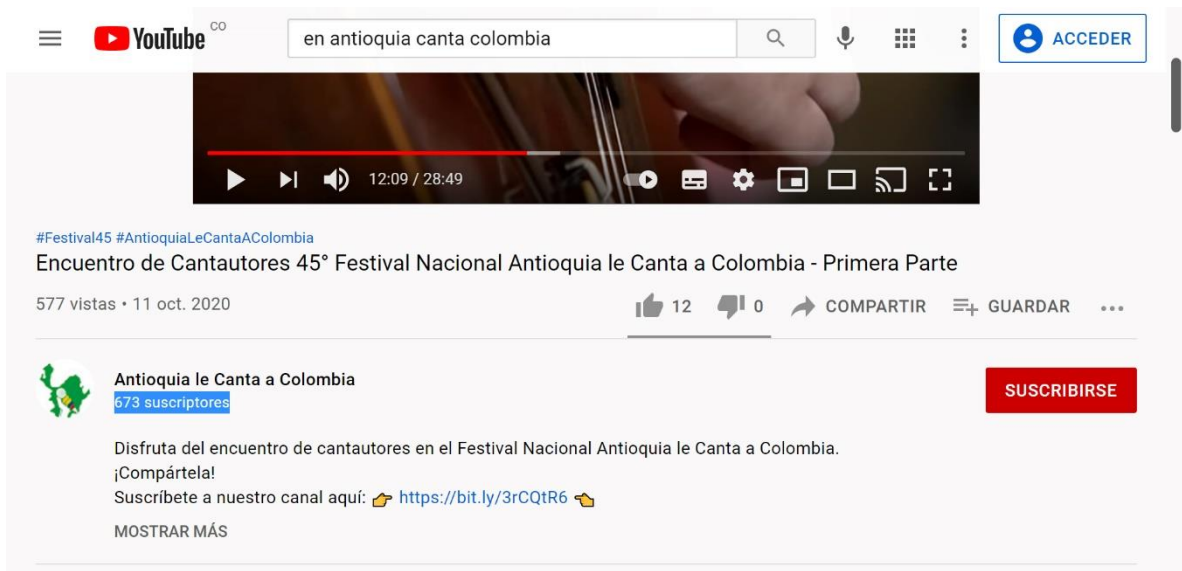 YouTube CO
en antioquia canta colombia
ACCEDER
12:09 / 28:49
#Festival45 #AntioquiaLeCantaAColombia
Encuentro de Cantautores 45° Festival Nacional Antioquia le Canta a Colombia - Primera Parte
577 vistas • 11 oct. 2020
12 0 COMPARTIR GUARDAR
Antioquia le Canta a Colombia
673 suscriptores
SUSCRIBIRSE
Disfruta del encuentro de cantautores en el Festival Nacional Antioquia le Canta a Colombia.
¡Compártela!
Suscríbete a nuestro canal aquí: 👉 https://bit.ly/3rCQtR6 👈
MOSTRAR MÁS